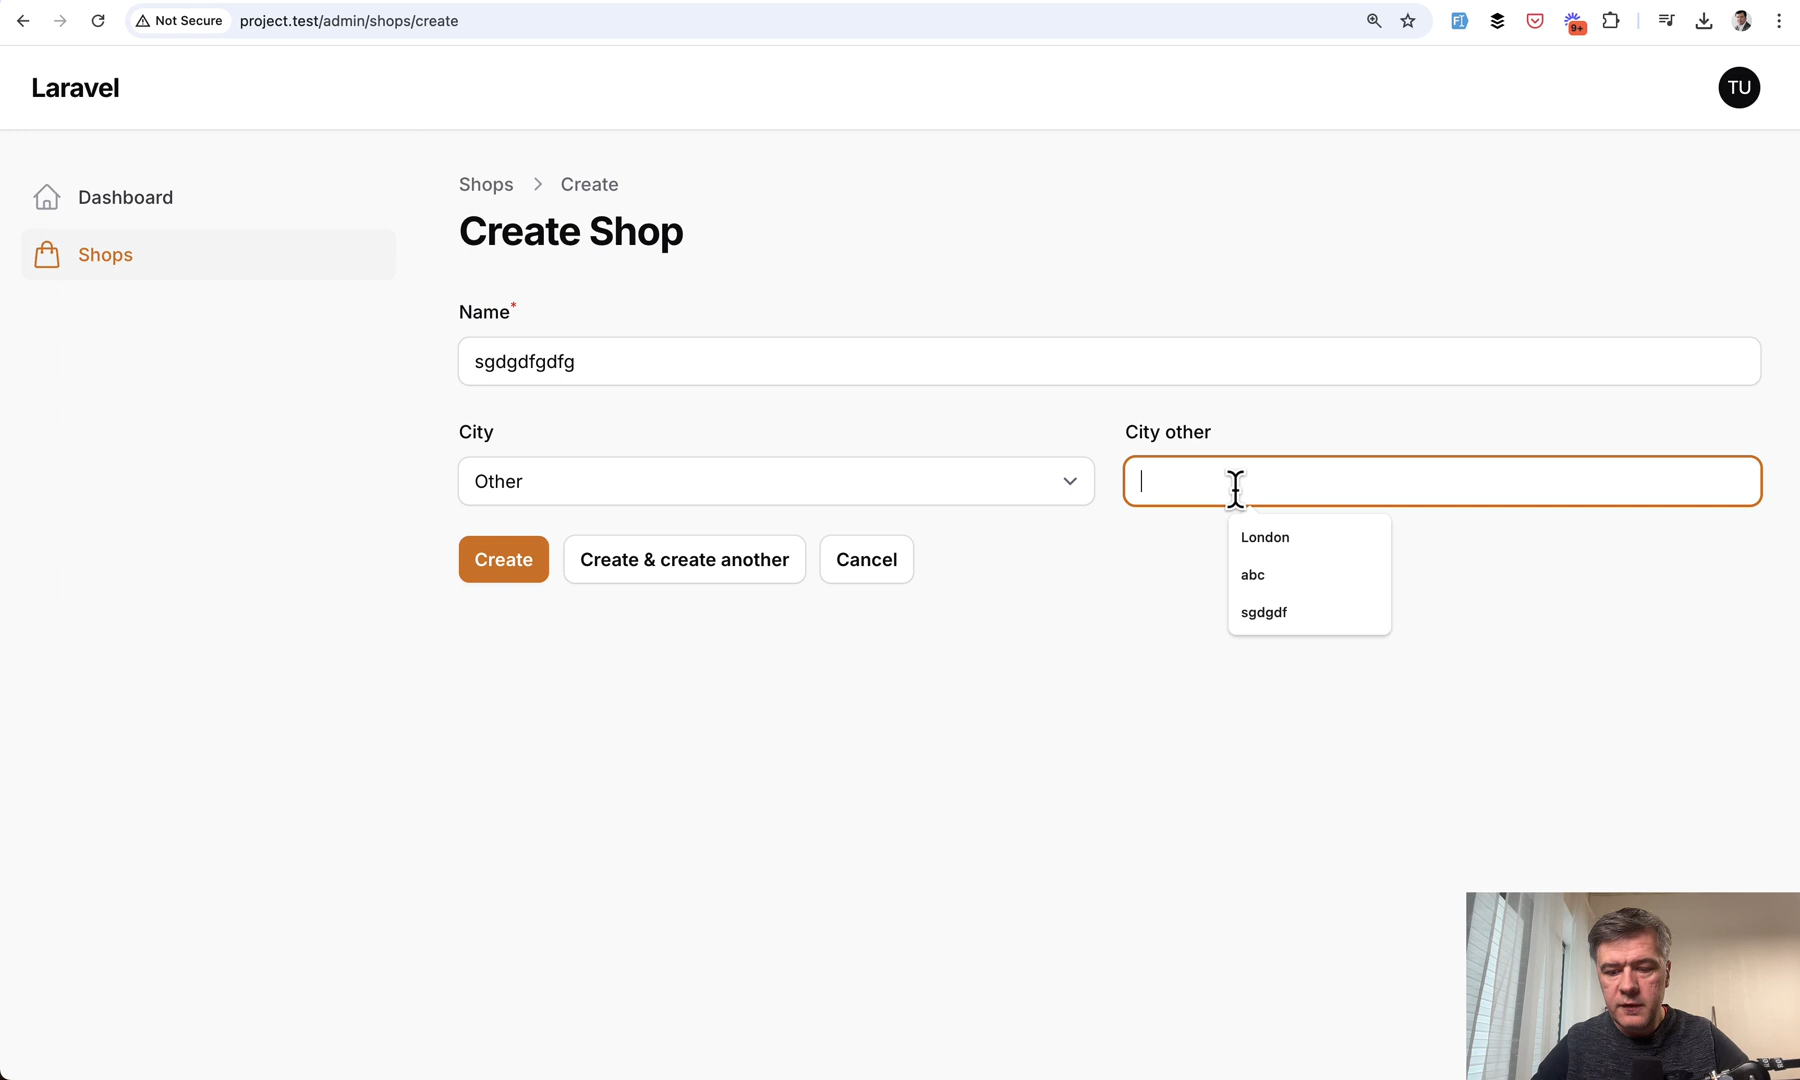 Not Secure
project.test/admin/shops/create
9+
Laravel
TU
Dashboard
Shops
Shops > Create
Create Shop
Name*
sgdgdfgdfg
City
City other
Other
Create
Create & create another
Cancel
London
abc
sgdgdf